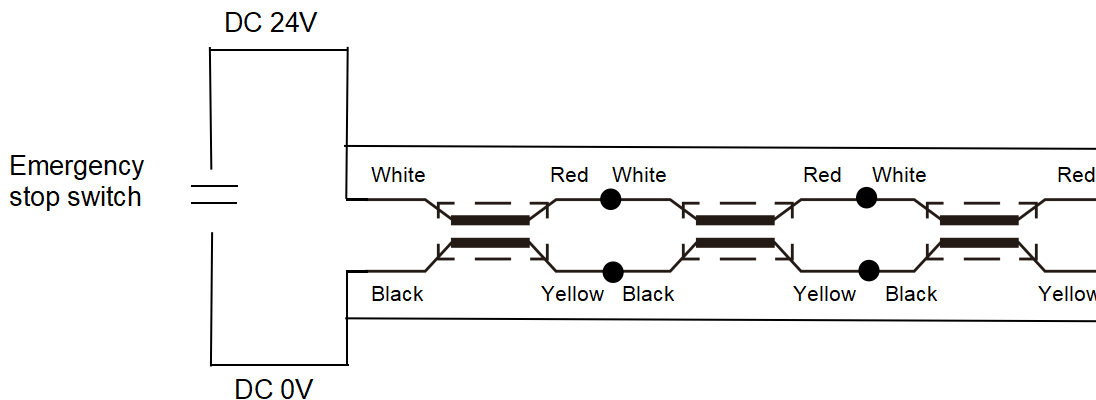 DC 24V
Emergency
stop switch
White Red White Red White Red
Black Yellow Black Yellow Black Yellow
DC 0V